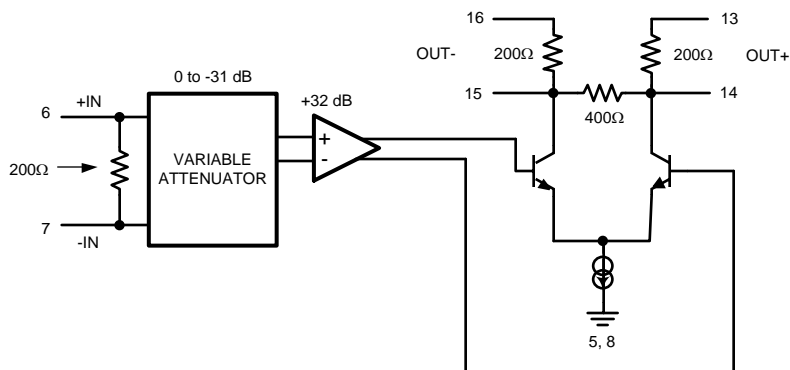 16
13
OUT-
200Ω
200Ω
OUT+
0 to -31 dB
15
14
+32 dB
400Ω
6
+IN
+
-
200Ω
VARIABLE
ATTENUATOR
7
-IN
5, 8